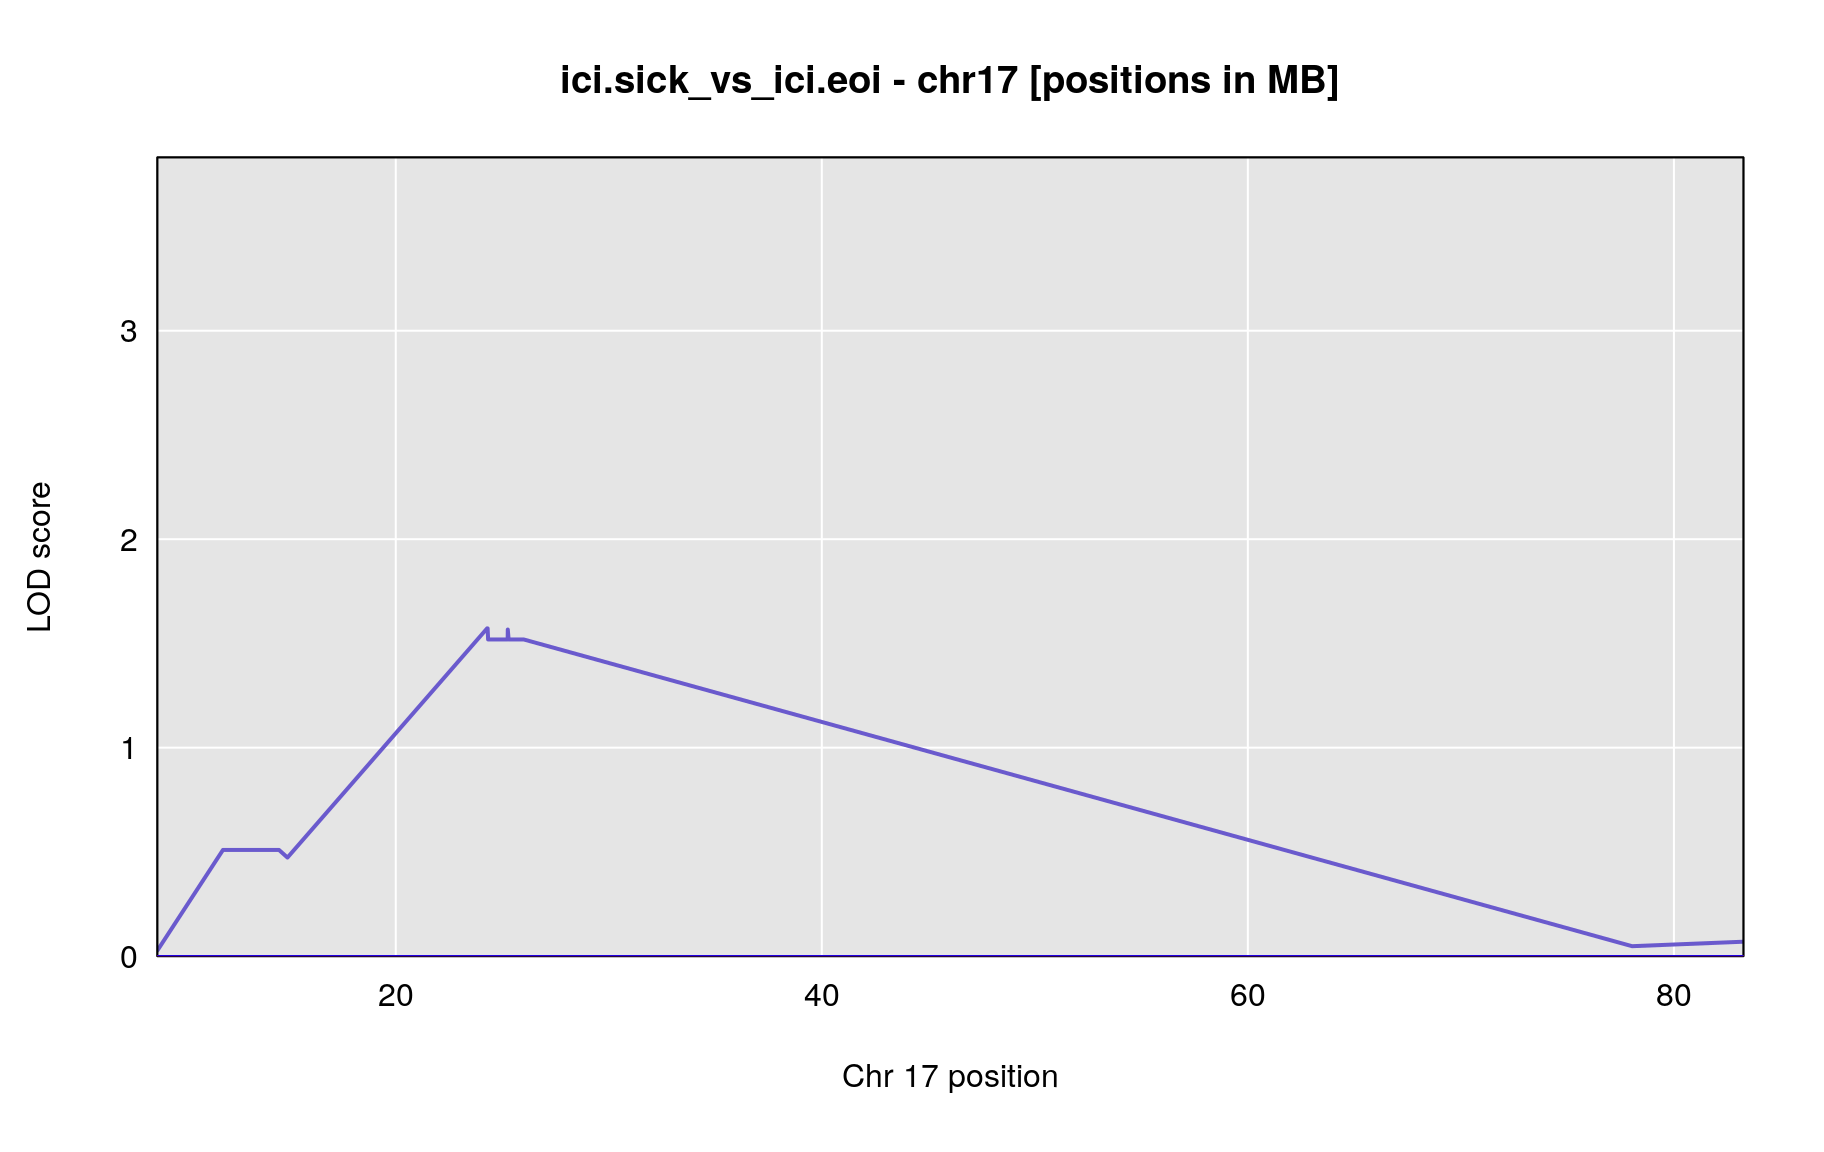 ici.sick_vs_ici.eoi - chr17 [positions in MB]
LOD score
3
2
1
0
20 40 60 80
Chr 17 position